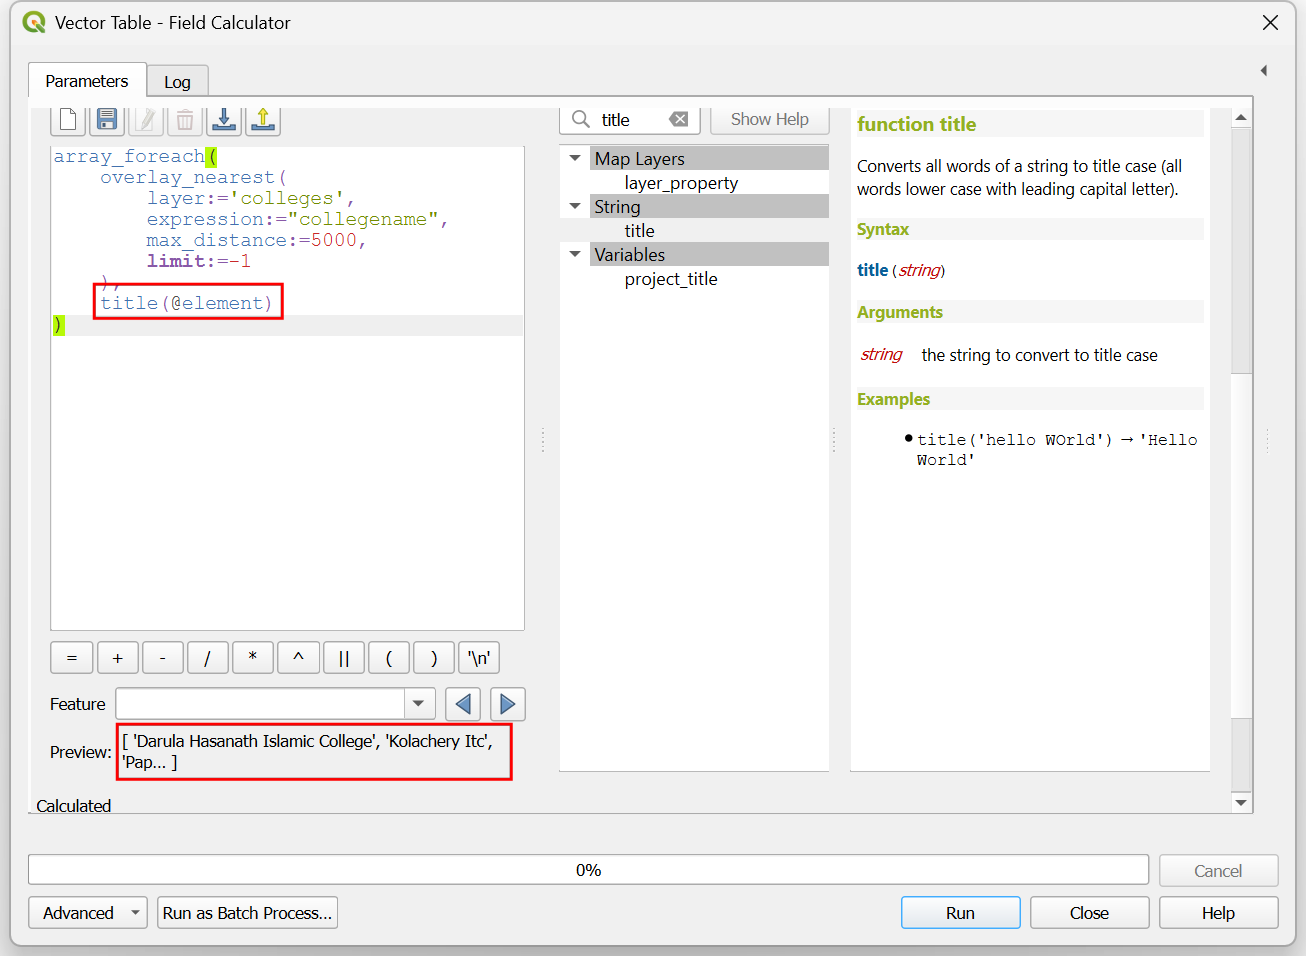 Vector Table - Field Calculator
Parameters
Log
array_foreach(
overlay_nearest(
layer:='colleges',
expression:="collegename",
max_distance:=5000,
limit:=-1
),
title(@element)
)
= + - / * ^ || ( ) '\n'
Feature
Preview: [ 'Darula Hasanath Islamic College', 'Kolachery Itc',
'Pap... ]
Calculated
title
Show Help
Map Layers
layer_property
String
title
Variables
project_title
function title
Converts all words of a string to title case (all
words lower case with leading capital letter).
Syntax
title (string)
Arguments
string the string to convert to title case
Examples
title('hello WOrld') → 'Hello
World'
0%
Cancel
Advanced
Run as Batch Process...
Run
Close
Help